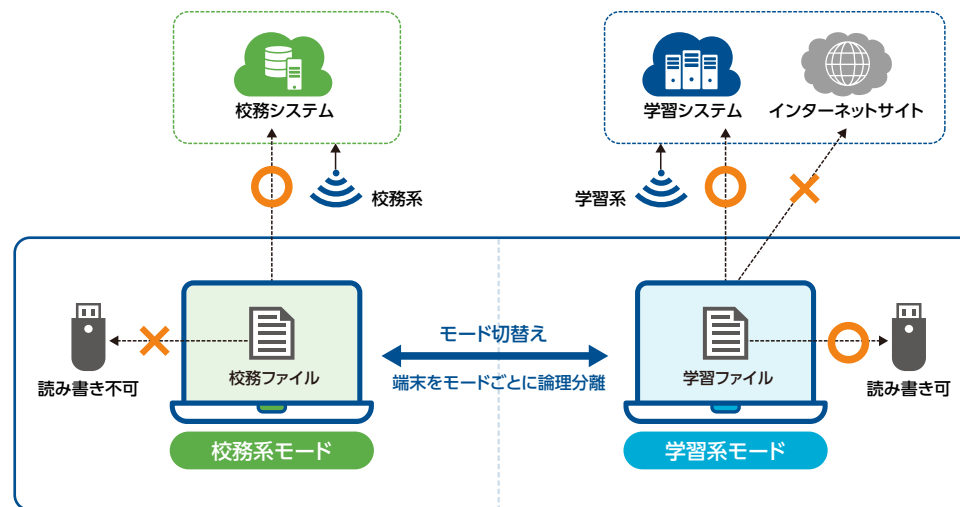 校務システム
学習システム
インターネットサイト
校務系
学習系
読み書き不可
校務ファイル
モード切替え
端末をモードごとに論理分離
学習ファイル
読み書き可
校務系モード
学習系モード